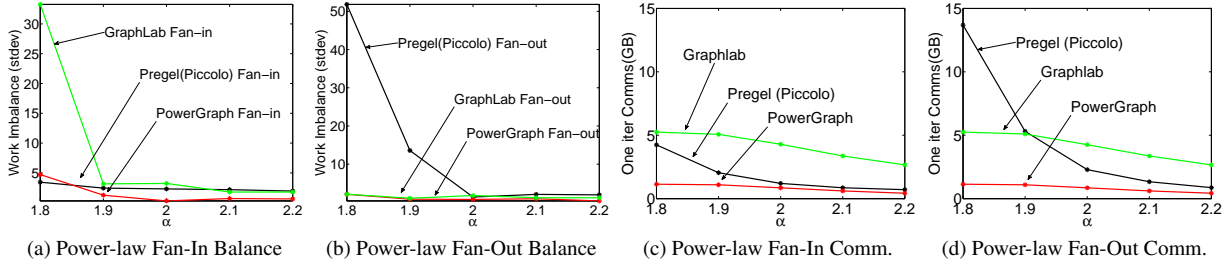 Work Imbalance (stdev)
30
25
20
15
10
5
1.8
1.9
2
2.1
2.2
α
GraphLab Fan−in
Pregel(Piccolo) Fan−in
PowerGraph Fan−in
(a) Power-law Fan-In Balance
Work Imbalance (stdev)
50
40
30
20
10
1.8
1.9
2
2.1
2.2
α
Pregel(Piccolo) Fan−out
GraphLab Fan−out
PowerGraph Fan−out
(b) Power-law Fan-Out Balance
One iter Comms(GB)
15
10
5
0
1.8
1.9
2
2.1
2.2
α
Graphlab
Pregel (Piccolo)
PowerGraph
(c) Power-law Fan-In Comm.
One iter Comms (GB)
15
10
5
0
1.8
1.9
2
2.1
2.2
α
Pregel (Piccolo)
Graphlab
PowerGraph
(d) Power-law Fan-Out Comm.